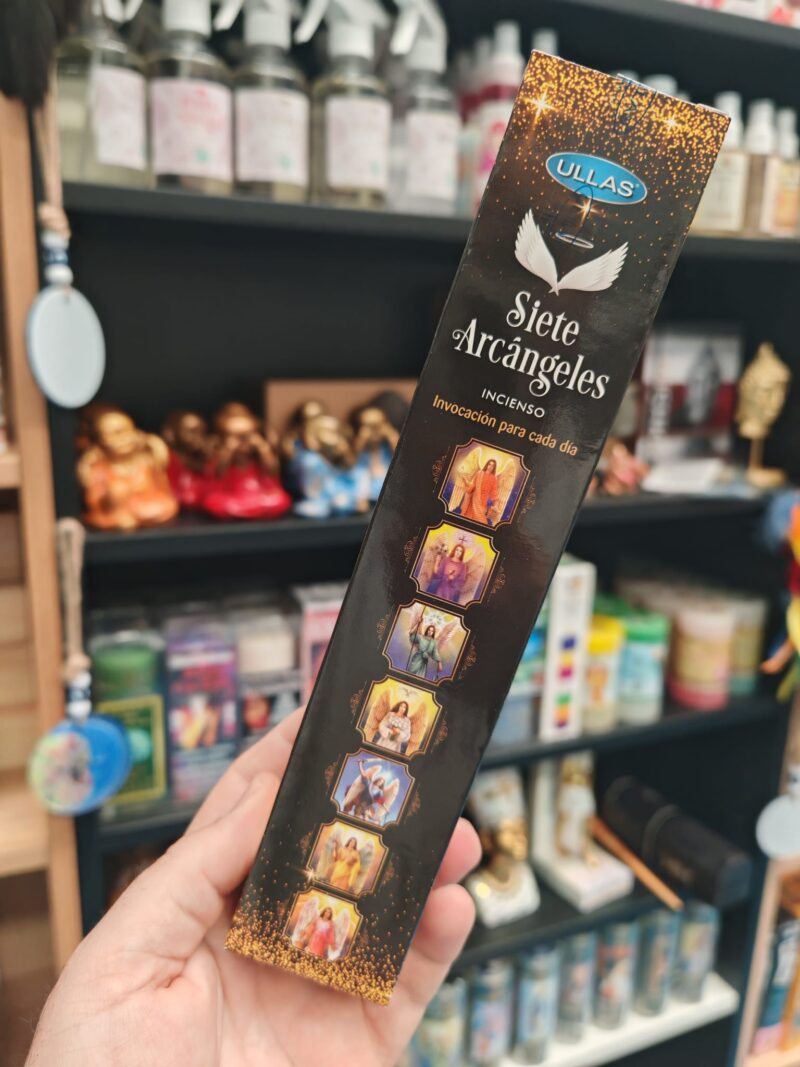 ULLAS®
Siete
Arcángeles
INCIENSO
Invocación para cada día